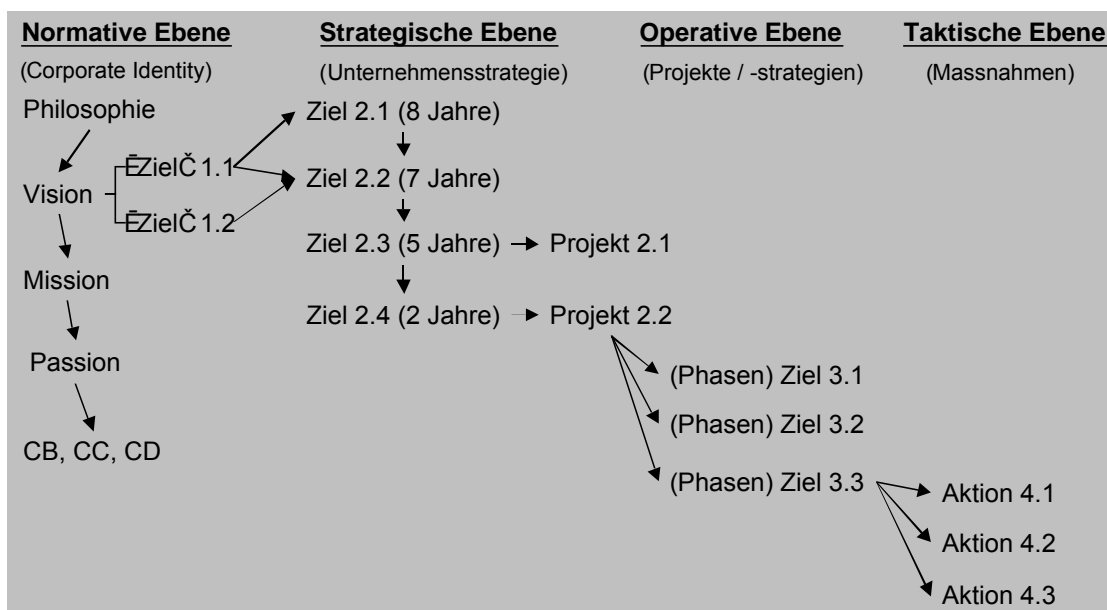 Normative Ebene
(Corporate Identity)
Philosophie
Vision
ĒZielČ 1.1
ĒZielČ 1.2
Mission
Passion
CB, CC, CD
Strategische Ebene
(Unternehmensstrategie)
Ziel 2.1 (8 Jahre)
Ziel 2.2 (7 Jahre)
Ziel 2.3 (5 Jahre)
Ziel 2.4 (2 Jahre)
Operative Ebene
(Projekte / -strategien)
Projekt 2.1
Projekt 2.2
(Phasen) Ziel 3.1
(Phasen) Ziel 3.2
(Phasen) Ziel 3.3
Taktische Ebene
(Massnahmen)
Aktion 4.1
Aktion 4.2
Aktion 4.3